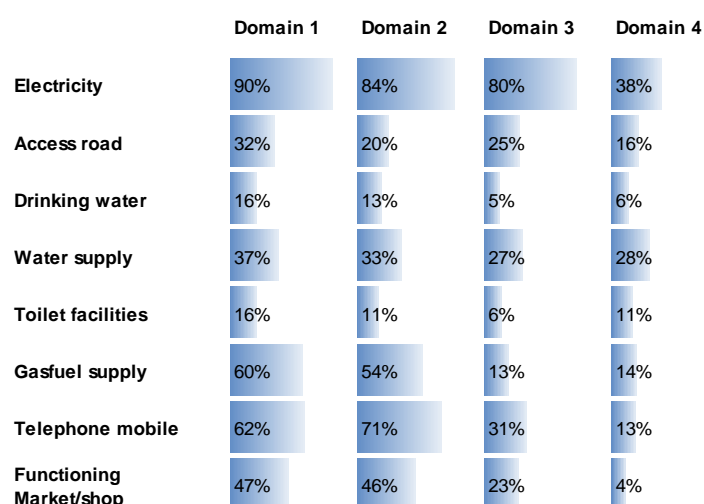 Domain 1 Domain 2 Domain 3 Domain 4
Electricity 90% 84% 80% 38%
Access road 32% 20% 25% 16%
Drinking water 16% 13% 5% 6%
Water supply 37% 33% 27% 28%
Toilet facilities 16% 11% 6% 11%
Gasfuel supply 60% 54% 13% 14%
Telephone mobile 62% 71% 31% 13%
Functioning
Market/shop 47% 46% 23% 4%